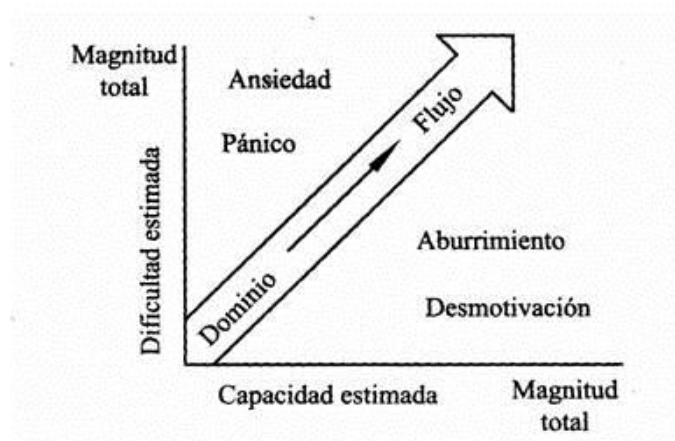 Magnitud
total
Ansiedad
Pánico
Flujo
Dificultad estimada
Aburrimiento
Dominio
Desmotivación
Capacidad estimada
Magnitud
total